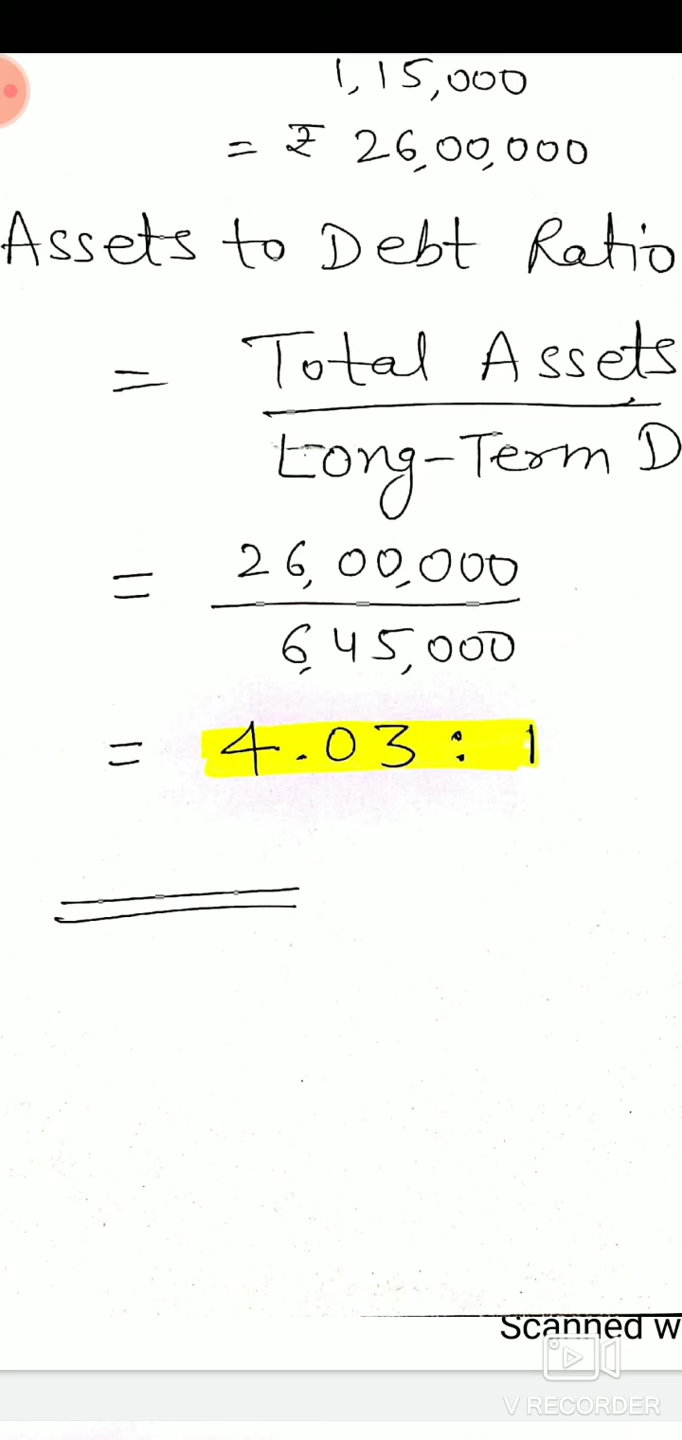 1,15,000
= ₹ 26,00,000
Assets to Debt Ratio
= Total Assets
Long-Term D
= 26,00,000
6,45,000
= 4.03 : 1
Scanned w
V RECORDER